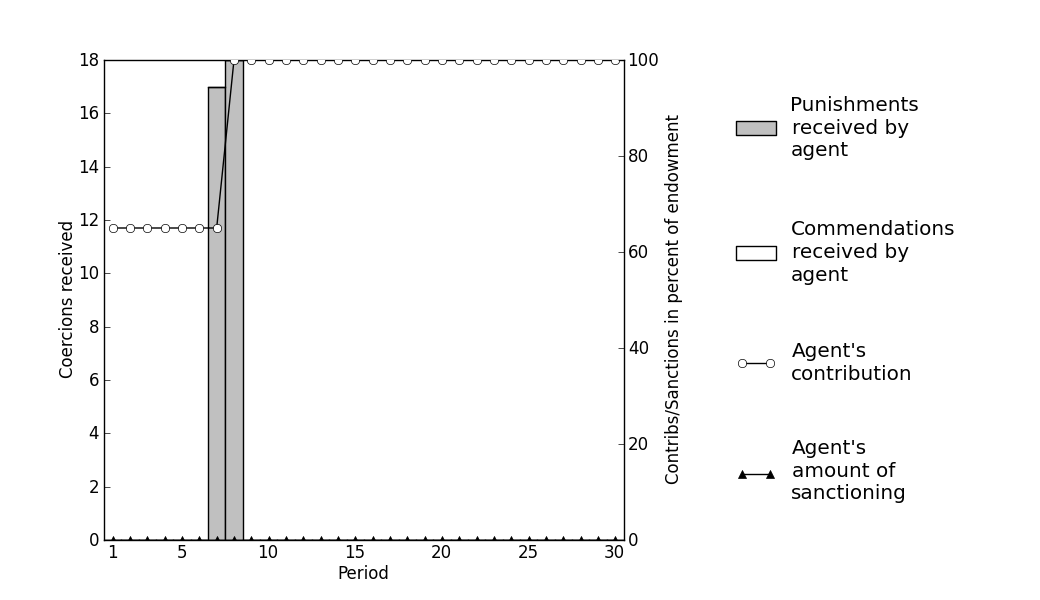 18
16
14
12
10
8
6
4
2
0
Coercions received
1 5 10 15 20 25 30
Period
100
80
60
40
20
0
Contribs/Sanctions in percent of endowment
Punishments
received by
agent
Commendations
received by
agent
Agent's
contribution
Agent's
amount of
sanctioning